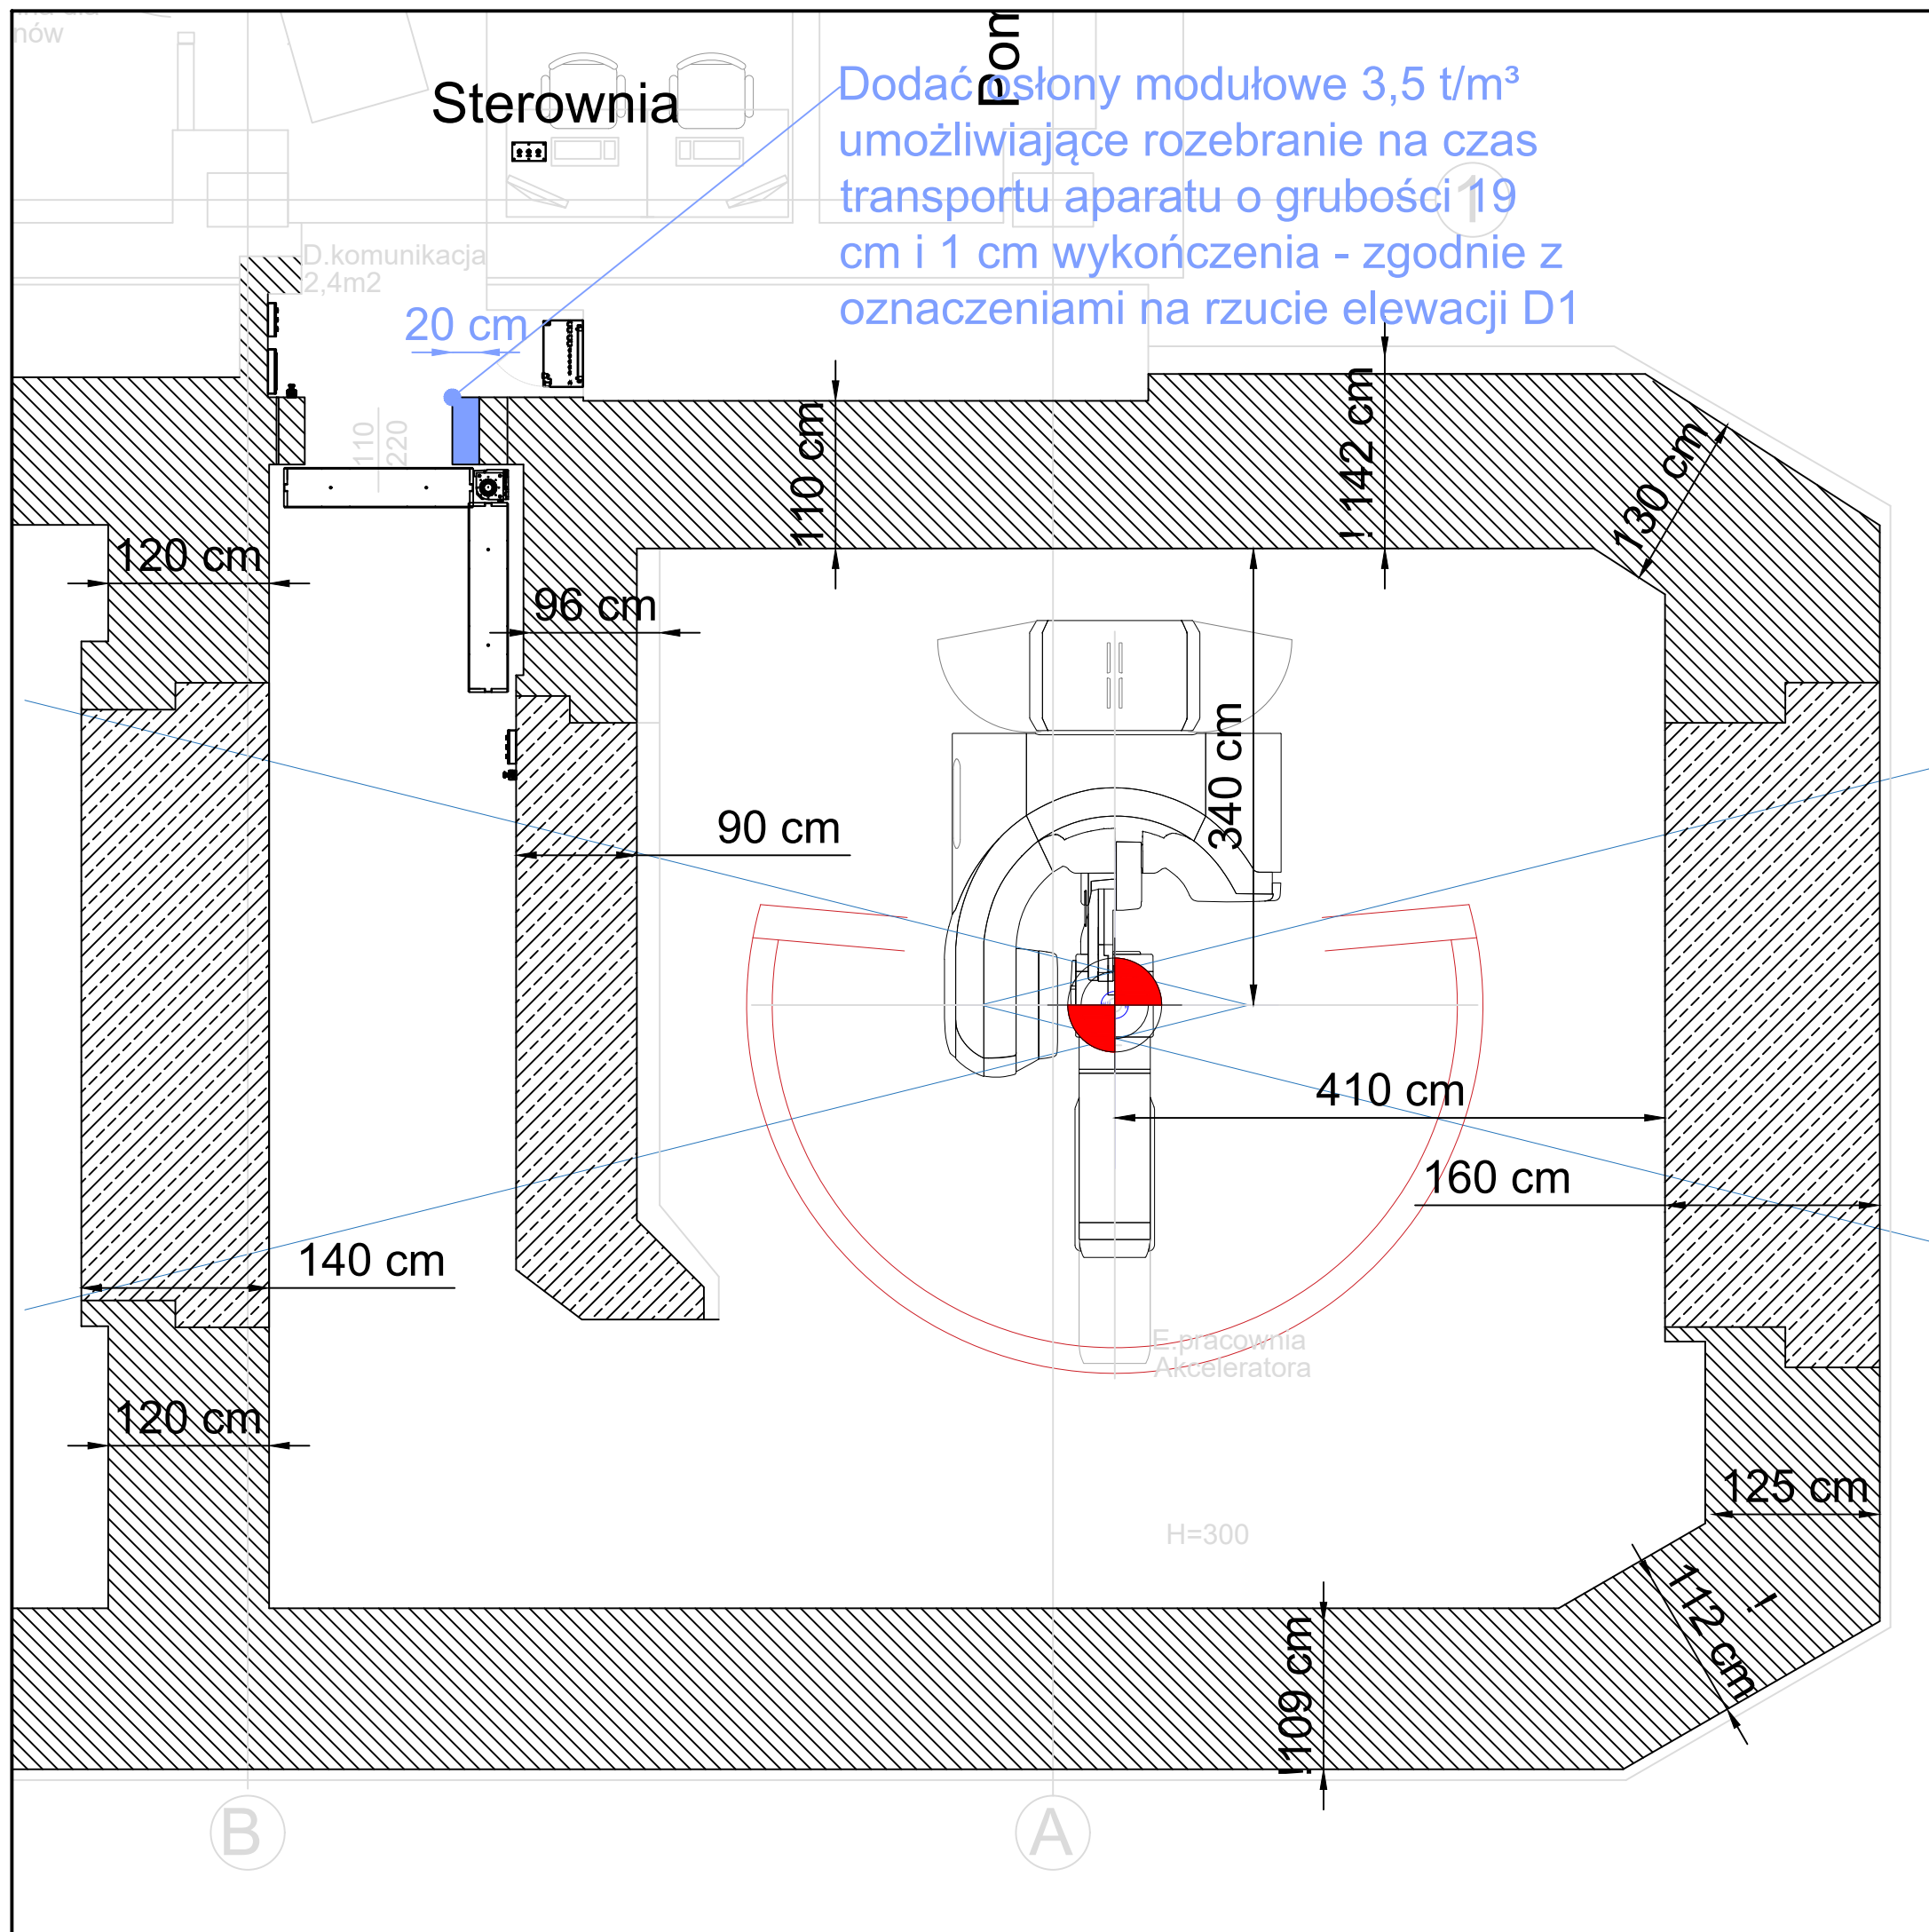 nów
Sterownia
Pom
Dodać osłony modułowe 3,5 t/m³
umożliwiające rozebranie na czas
transportu aparatu o grubości 19
cm i 1 cm wykończenia - zgodnie z
oznaczeniami na rzucie elewacji D1
1
D.komunikacja
2,4m2
20 cm
110
220
110 cm
! 142 cm
130 cm
120 cm
96 cm
340 cm
90 cm
410 cm
160 cm
140 cm
E.pracownia
Akceleratora
120 cm
125 cm
H=300
! 112 cm
!109 cm
B
A